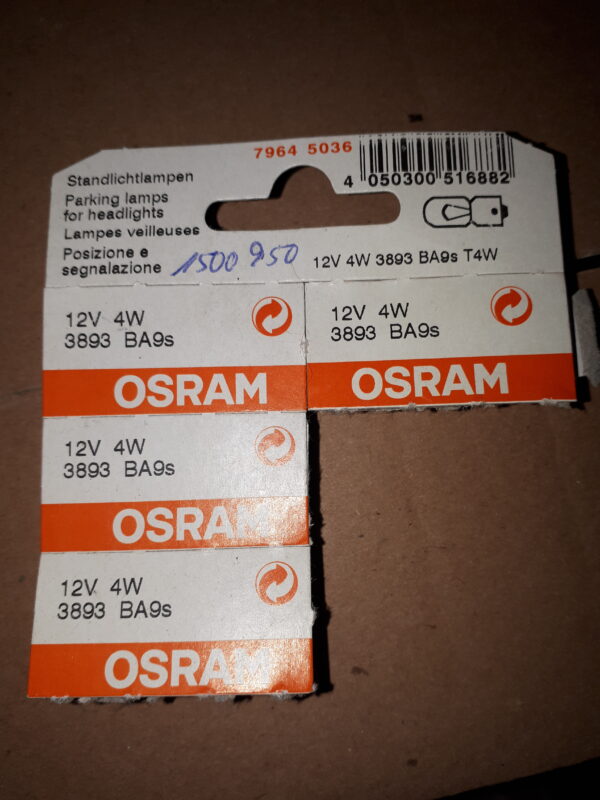 7964 5036
4 050300 516882
Standlichtlampen
Parking lamps
for headlights
Lampes veilleuses
Posizione e
segnalazione
1500 950
12V 4W 3893 BA9s T4W
12V 4W
3893 BA9s
OSRAM
12V 4W
3893 BA9s
OSRAM
12V 4W
3893 BA9s
OSRAM
12V 4W
3893 BA9s
OSRAM